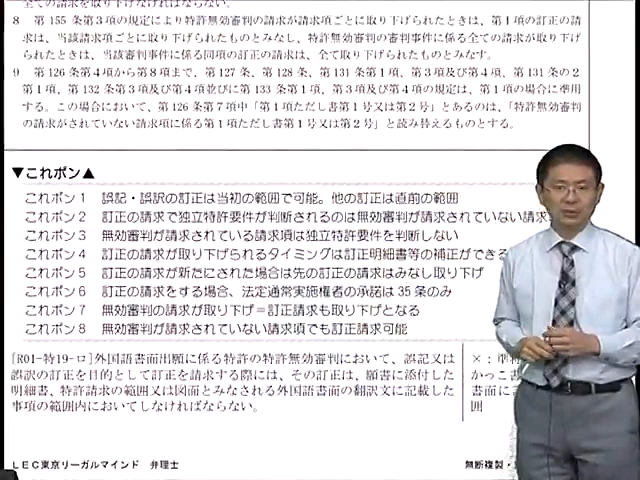 全ての請求を取り下げなければならない。
8 第155条第3項の規定により特許無効審判が請求項ごとに取り下げられたときは、第1項の訂正の請
求は、当該請求項ごとに取り下げられたものとみなし、特許無効審判の審判事件に係る全ての請求が取り下げ
られたときは、当該審判事件に係る同項の訂正の請求は、全て取り下げられたものとみなす。
9 第126条第4項から第8項まで、第127条、第128条、第131条第1項、第3項及び第4項、第131条の2
第1項、第132条第3項及び第4項並びに第133条第1項、第3項及び第4項の規定は、第1項の場合に準用
する。この場合において、第126条第7項中「第1項ただし書第1号又は第2号」とあるのは、「特許無効審判
の請求がされていない請求項に係る第1項ただし書第1号又は第2号」と読み替えるものとする。
▼これポン▲
これポン1 誤記・誤訳の訂正は当初の範囲で可能。他の訂正は直前の範囲
これポン2 訂正の請求で独立特許要件が判断されるのは無効審判が請求されていない請求
これポン3 無効審判が請求されている請求項は独立特許要件を判断しない
これポン4 訂正の請求が取り下げられるタイミングは訂正明細書等の補正ができる
これポン5 訂正の請求が新たにされた場合は先の訂正の請求はみなし取り下げ
これポン6 訂正の請求をする場合、法定通常実施権者の承諾は35条のみ
これポン7 無効審判の請求が取り下げ＝訂正請求も取り下げとなる
これポン8 無効審判が請求されていない請求項でも訂正請求可能
[R01-特19-ロ]外国語書面出願に係る特許の特許無効審判において、誤記又は
誤訳の訂正を目的として訂正を請求する際には、その訂正は、願書に添付した
明細書、特許請求の範囲又は図面とみなされる外国語書面の翻訳文に記載した
事項の範囲内においてしなければならない。
×：準特
かっこ書
書面に
囲
LEC東京リーガルマインド 弁理士
無断複製・